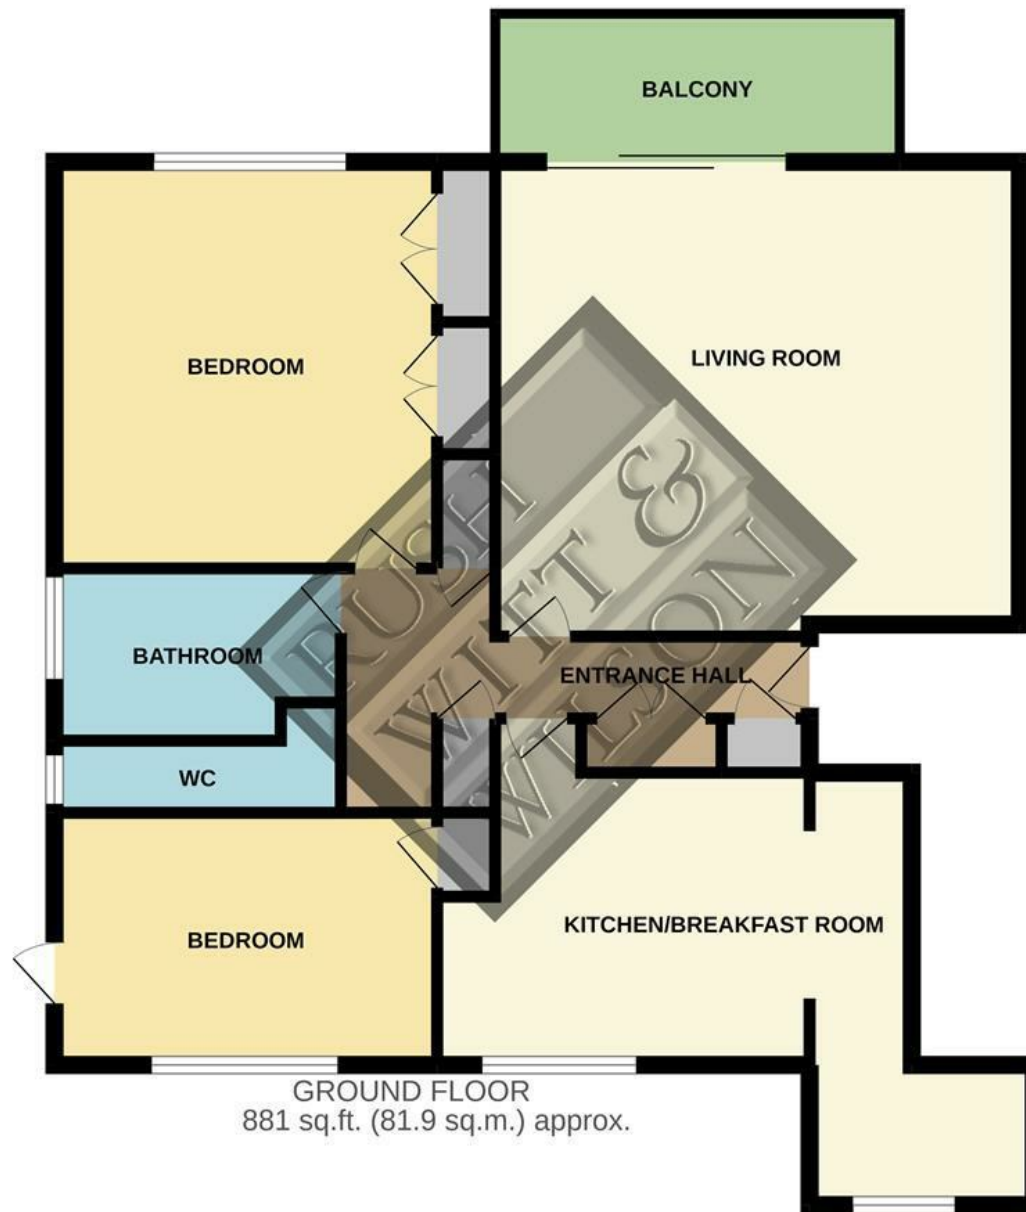 BALCONY
BEDROOM
LIVING ROOM
BATHROOM
ENTRANCE HALL
WC
KITCHEN/BREAKFAST ROOM
BEDROOM
RUSH
WITT &
WILSON
GROUND FLOOR
881 sq.ft. (81.9 sq.m.) approx.